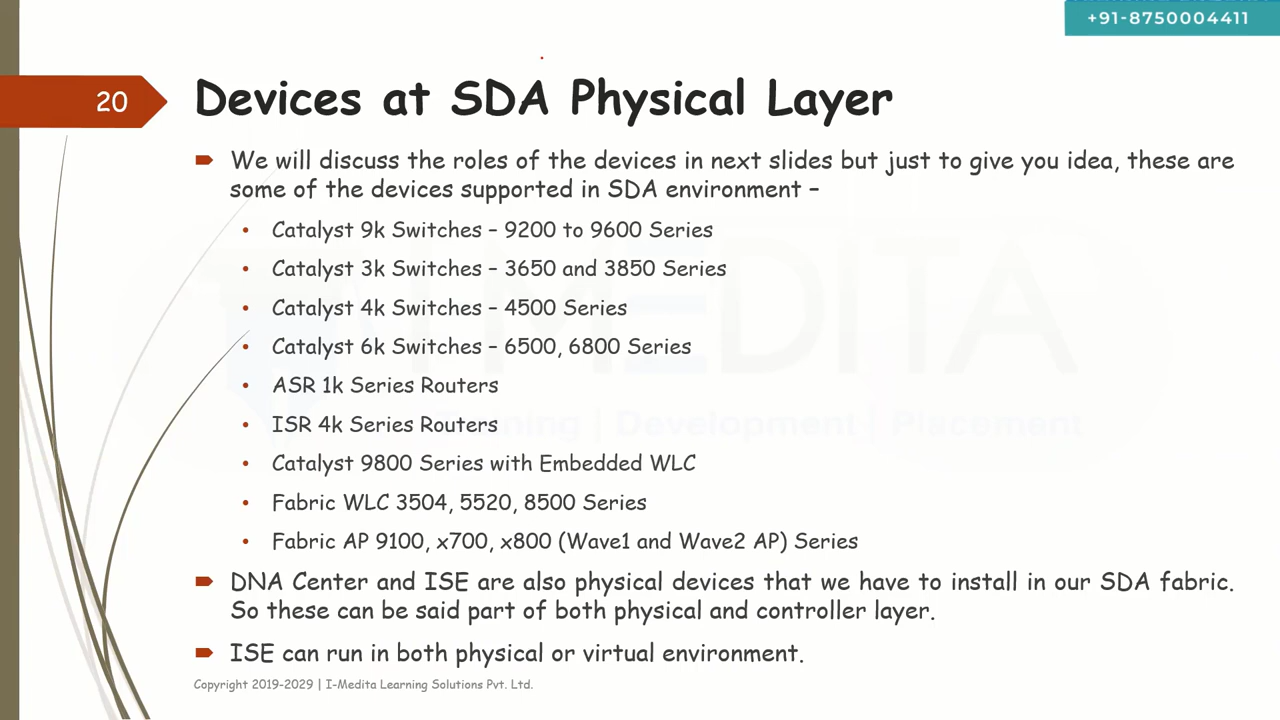 +91-8750004411
20
Devices at SDA Physical Layer
We will discuss the roles of the devices in next slides but just to give you idea, these are
some of the devices supported in SDA environment –
• Catalyst 9k Switches – 9200 to 9600 Series
• Catalyst 3k Switches – 3650 and 3850 Series
• Catalyst 4k Switches – 4500 Series
• Catalyst 6k Switches – 6500, 6800 Series
• ASR 1k Series Routers
• ISR 4k Series Routers
• Catalyst 9800 Series with Embedded WLC
• Fabric WLC 3504, 5520, 8500 Series
• Fabric AP 9100, x700, x800 (Wave1 and Wave2 AP) Series
DNA Center and ISE are also physical devices that we have to install in our SDA fabric.
So these can be said part of both physical and controller layer.
ISE can run in both physical or virtual environment.
Copyright 2019-2029 | I-Medita Learning Solutions Pvt. Ltd.
I-MEDITA
Training | Development | Placement